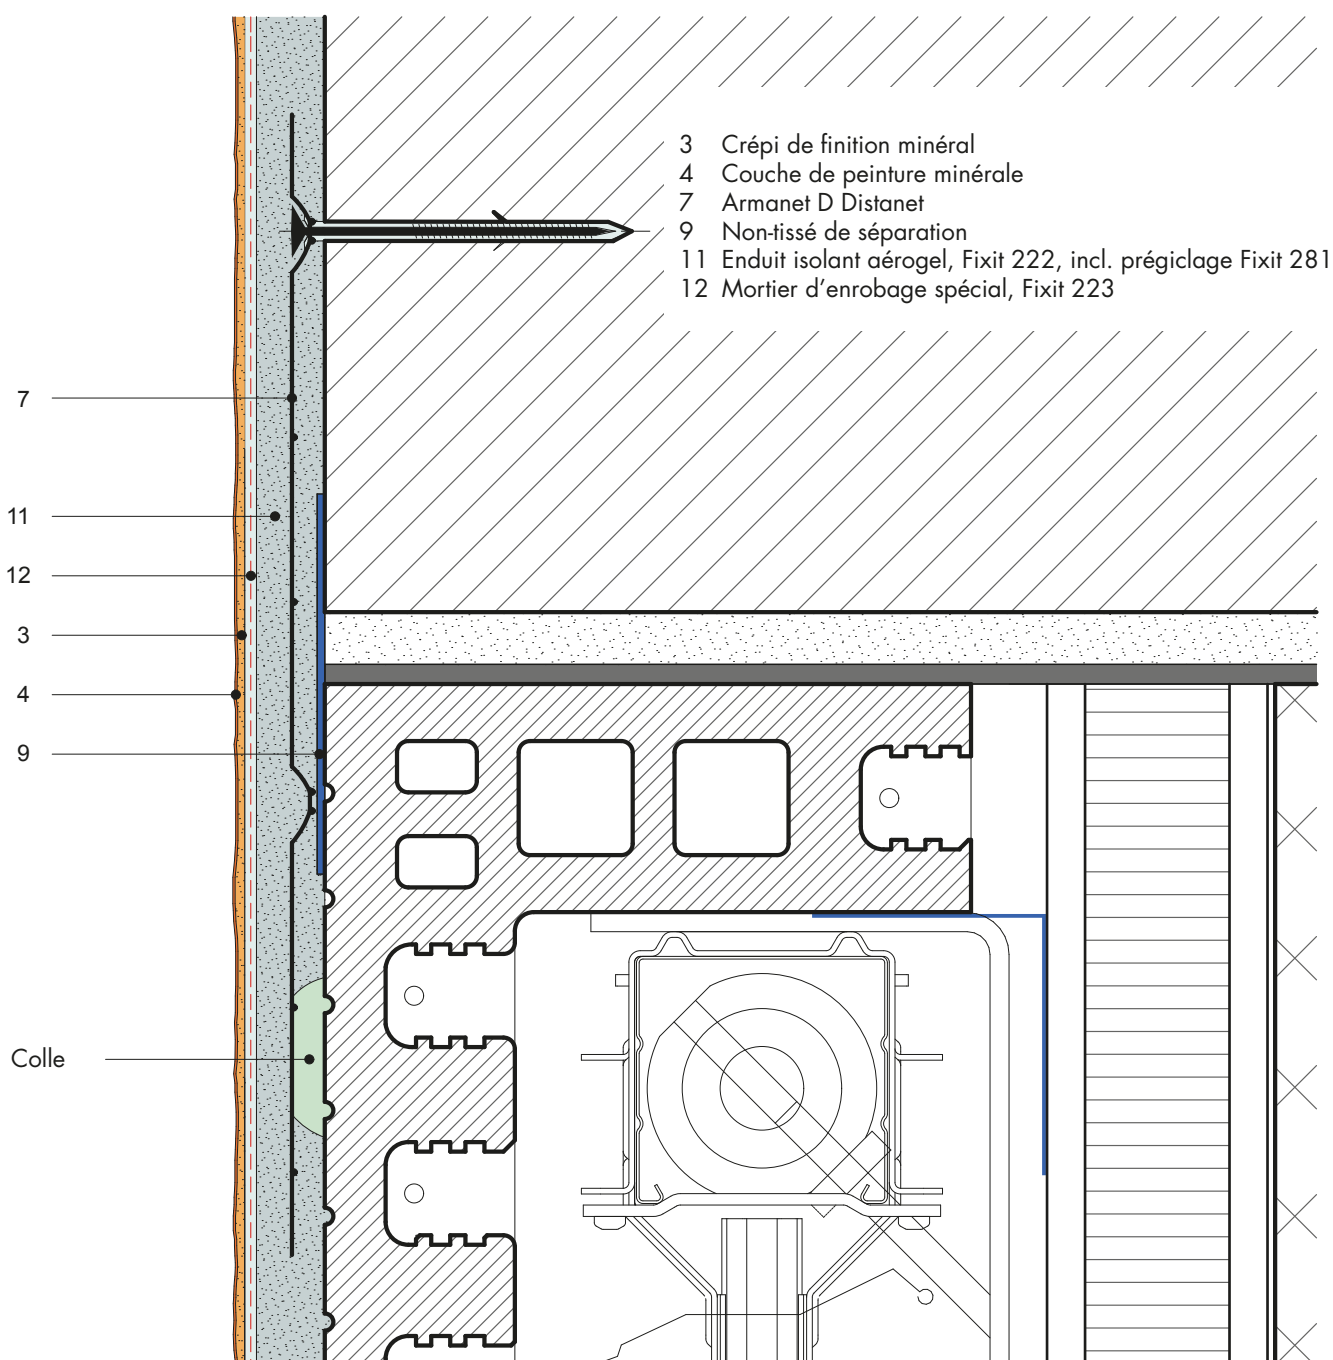 3 Crépi de finition minéral
4 Couche de peinture minérale
7 Armanet D Distanet
9 Non-tissé de séparation
11 Enduit isolant aérogel, Fixit 222, incl. prégiclage Fixit 281
12 Mortier d’enrobage spécial, Fixit 223
7
11
12
3
4
9
Colle